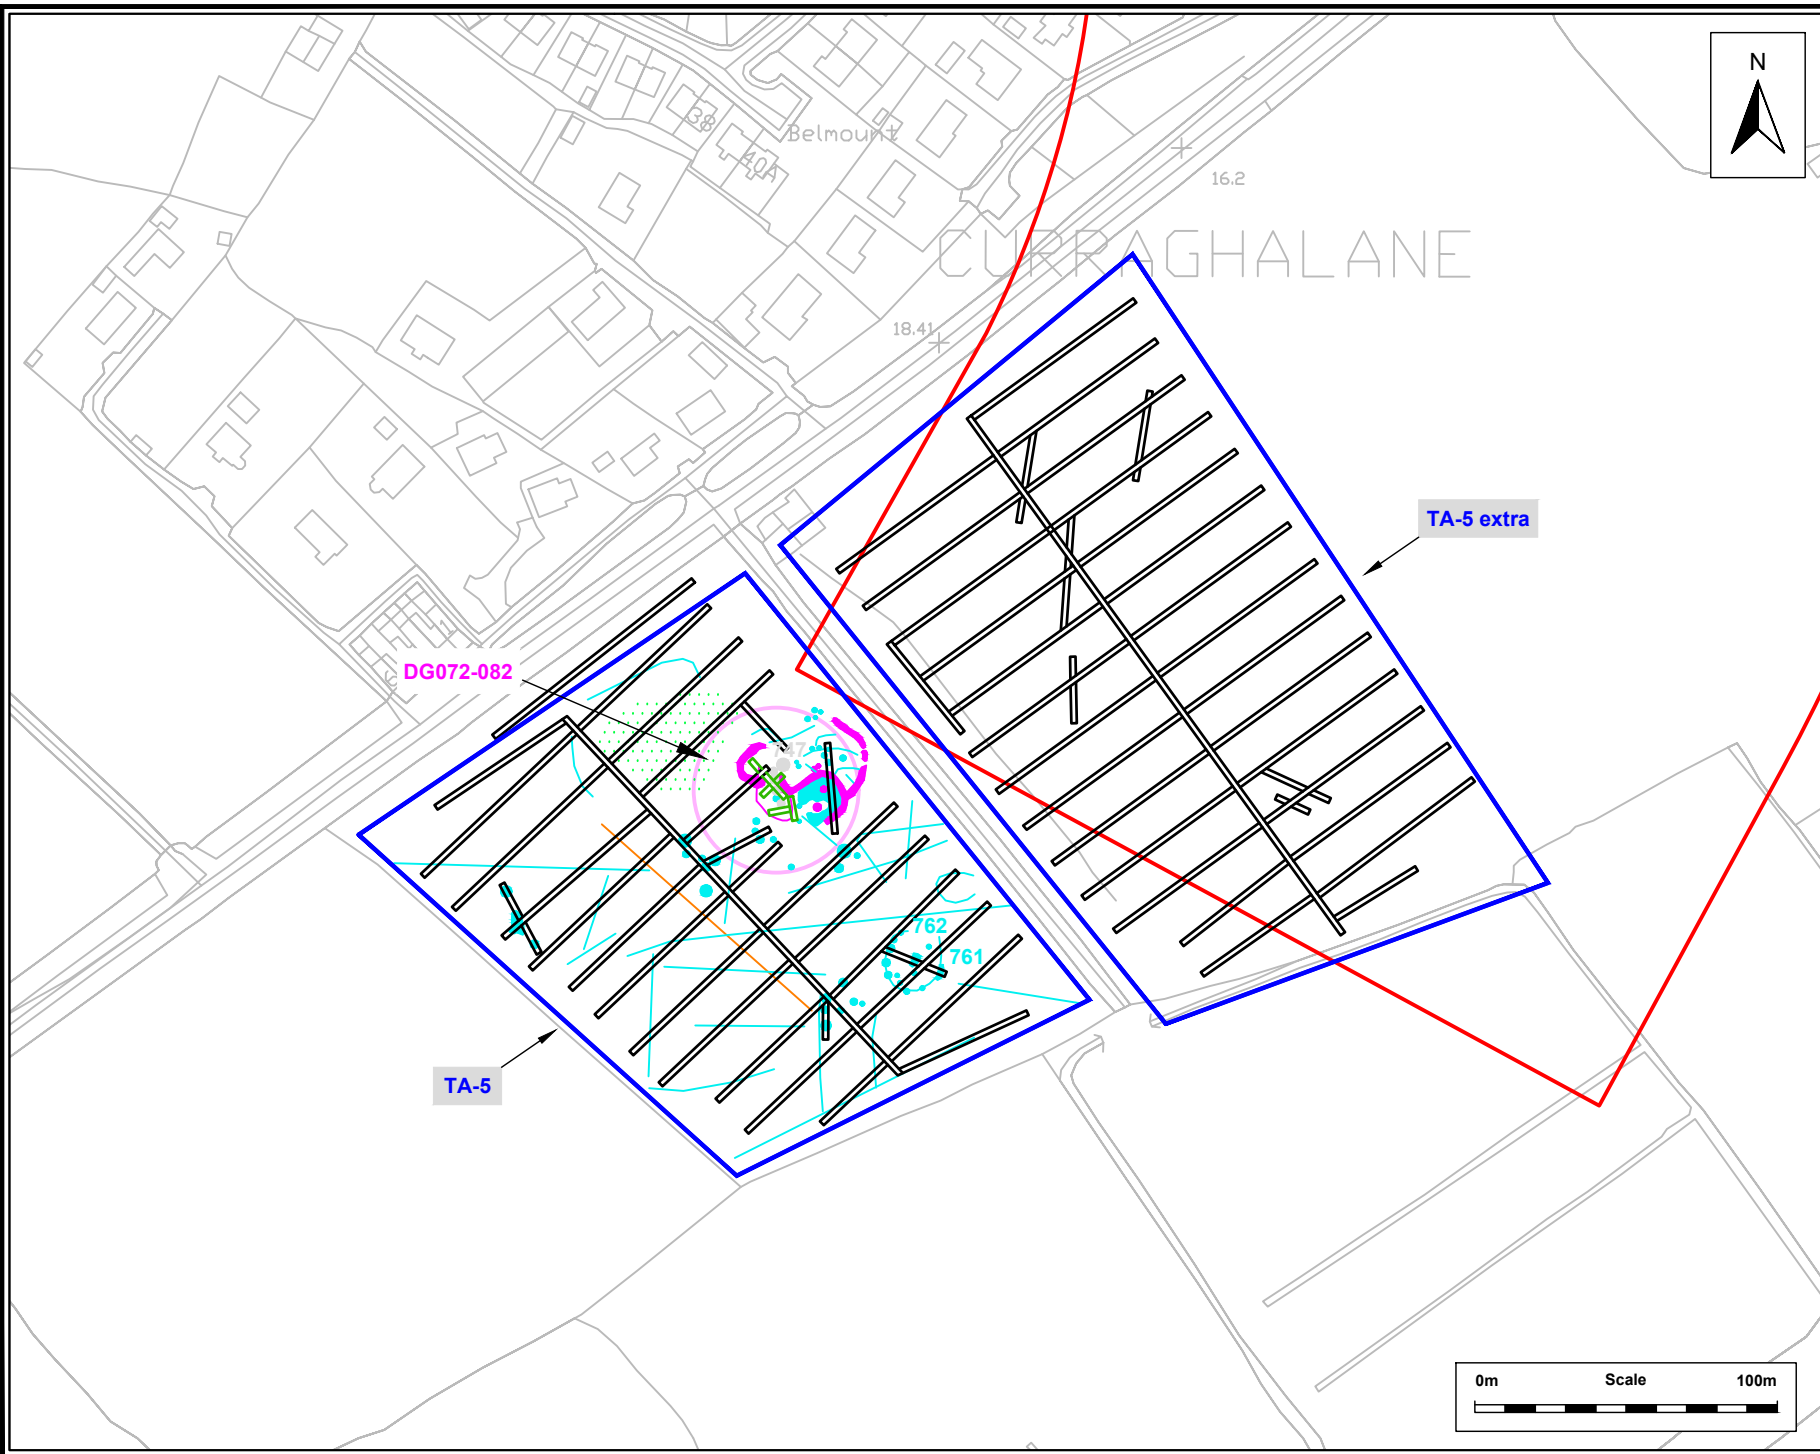 N
38
40A
Belmount
16.2
CURRAGHALANE
18.41
TA-5 extra
DG072-082
747
762
761
TA-5
0m Scale 100m